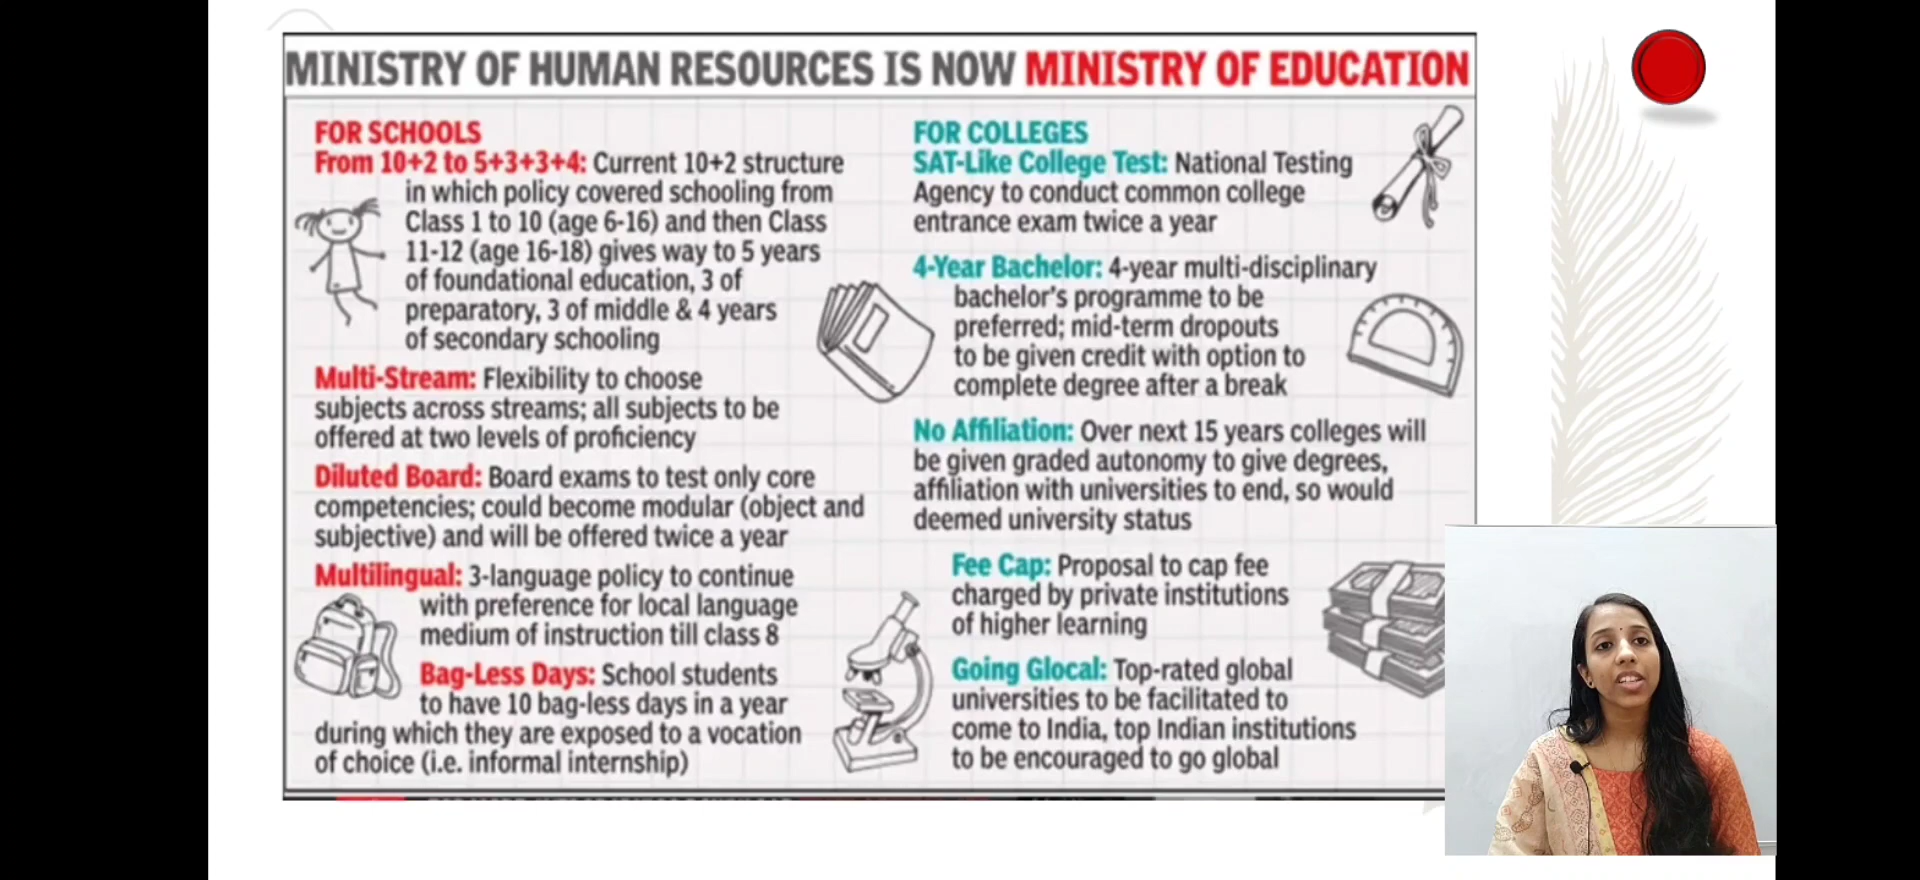 MINISTRY OF HUMAN RESOURCES IS NOW MINISTRY OF EDUCATION
FOR SCHOOLS
From 10+2 to 5+3+3+4: Current 10+2 structure
in which policy covered schooling from
Class 1 to 10 (age 6-16) and then Class
11-12 (age 16-18) gives way to 5 years
of foundational education, 3 of
preparatory, 3 of middle & 4 years
of secondary schooling
Multi-Stream: Flexibility to choose
subjects across streams; all subjects to be
offered at two levels of proficiency
Diluted Board: Board exams to test only core
competencies; could become modular (object and
subjective) and will be offered twice a year
Multilingual: 3-language policy to continue
with preference for local language
medium of instruction till class 8
Bag-Less Days: School students
to have 10 bag-less days in a year
during which they are exposed to a vocation
of choice (i.e. informal internship)
FOR COLLEGES
SAT-Like College Test: National Testing
Agency to conduct common college
entrance exam twice a year
4-Year Bachelor: 4-year multi-disciplinary
bachelor's programme to be
preferred; mid-term dropouts
to be given credit with option to
complete degree after a break
No Affiliation: Over next 15 years colleges will
be given graded autonomy to give degrees,
affiliation with universities to end, so would
deemed university status
Fee Cap: Proposal to cap fee
charged by private institutions
of higher learning
Going Glocal: Top-rated global
universities to be facilitated to
come to India, top Indian institutions
to be encouraged to go global